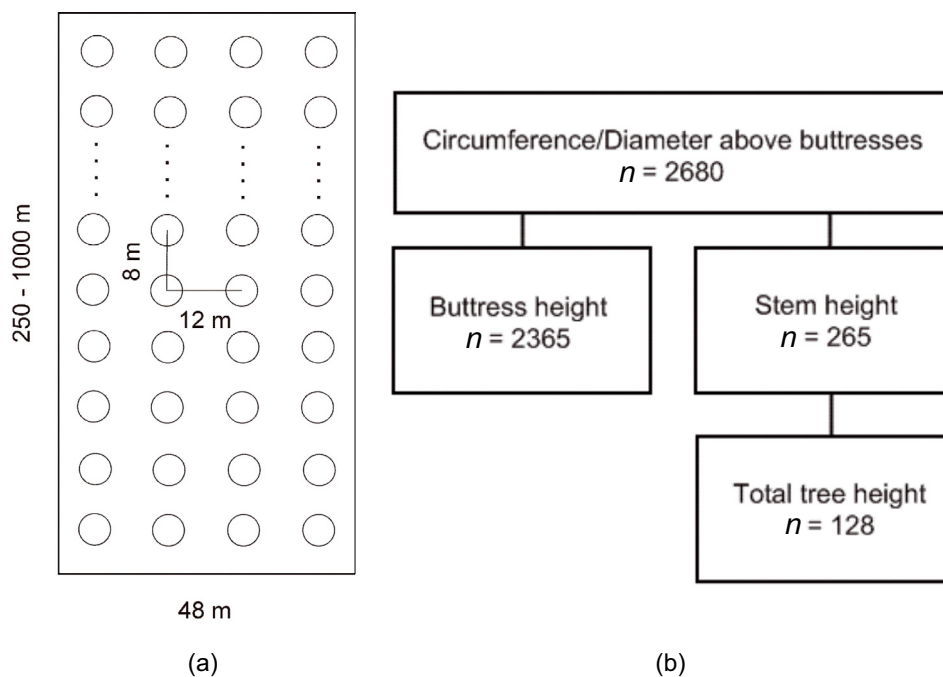 250 - 1000 m
8 m
12 m
48 m
(a)
Circumference/Diameter above buttresses
n = 2680
Buttress height
n = 2365
Stem height
n = 265
Total tree height
n = 128
(b)